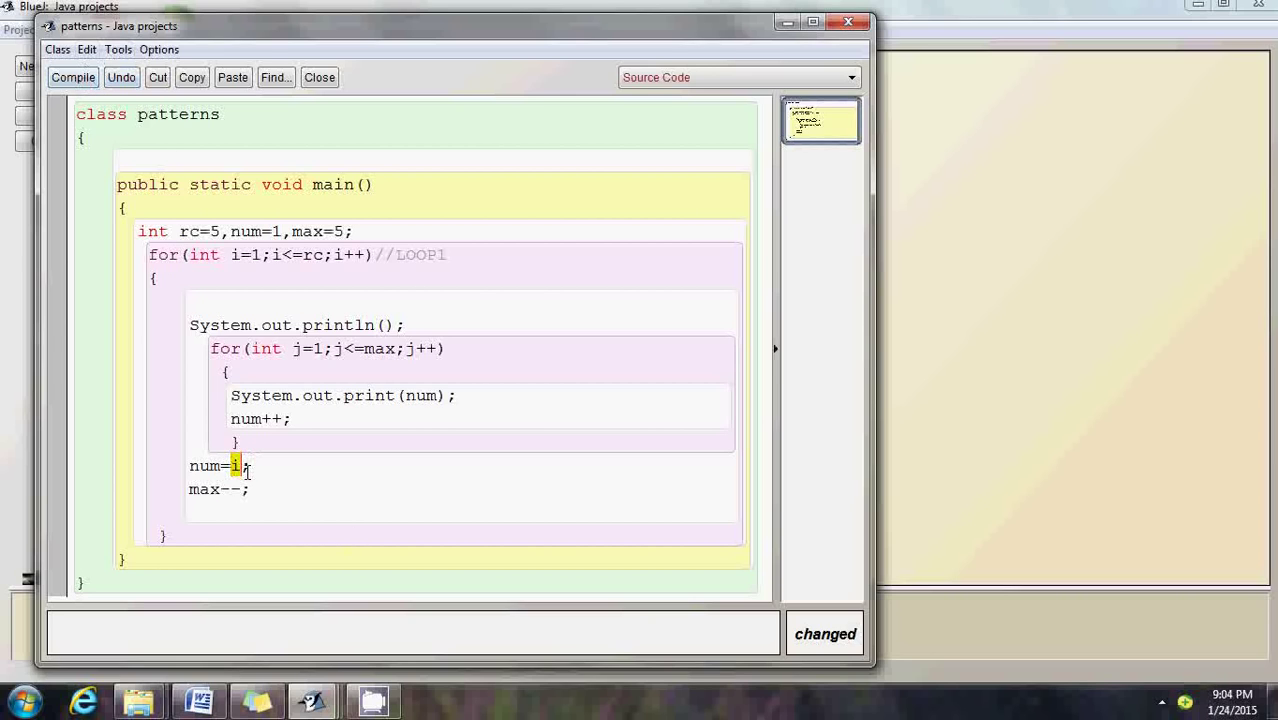 BlueJ: Java projects
patterns - Java projects
Class Edit Tools Options
Compile Undo Cut Copy Paste Find... Close Source Code
class patterns
{
public static void main()
{
int rc=5,num=1,max=5;
for(int i=1;i<=rc;i++)//LOOP1
{
System.out.println();
for(int j=1;j<=max;j++)
{
System.out.print(num);
num++;
}
num=i;
max--;
}
}
}
changed
9:04 PM
1/24/2015